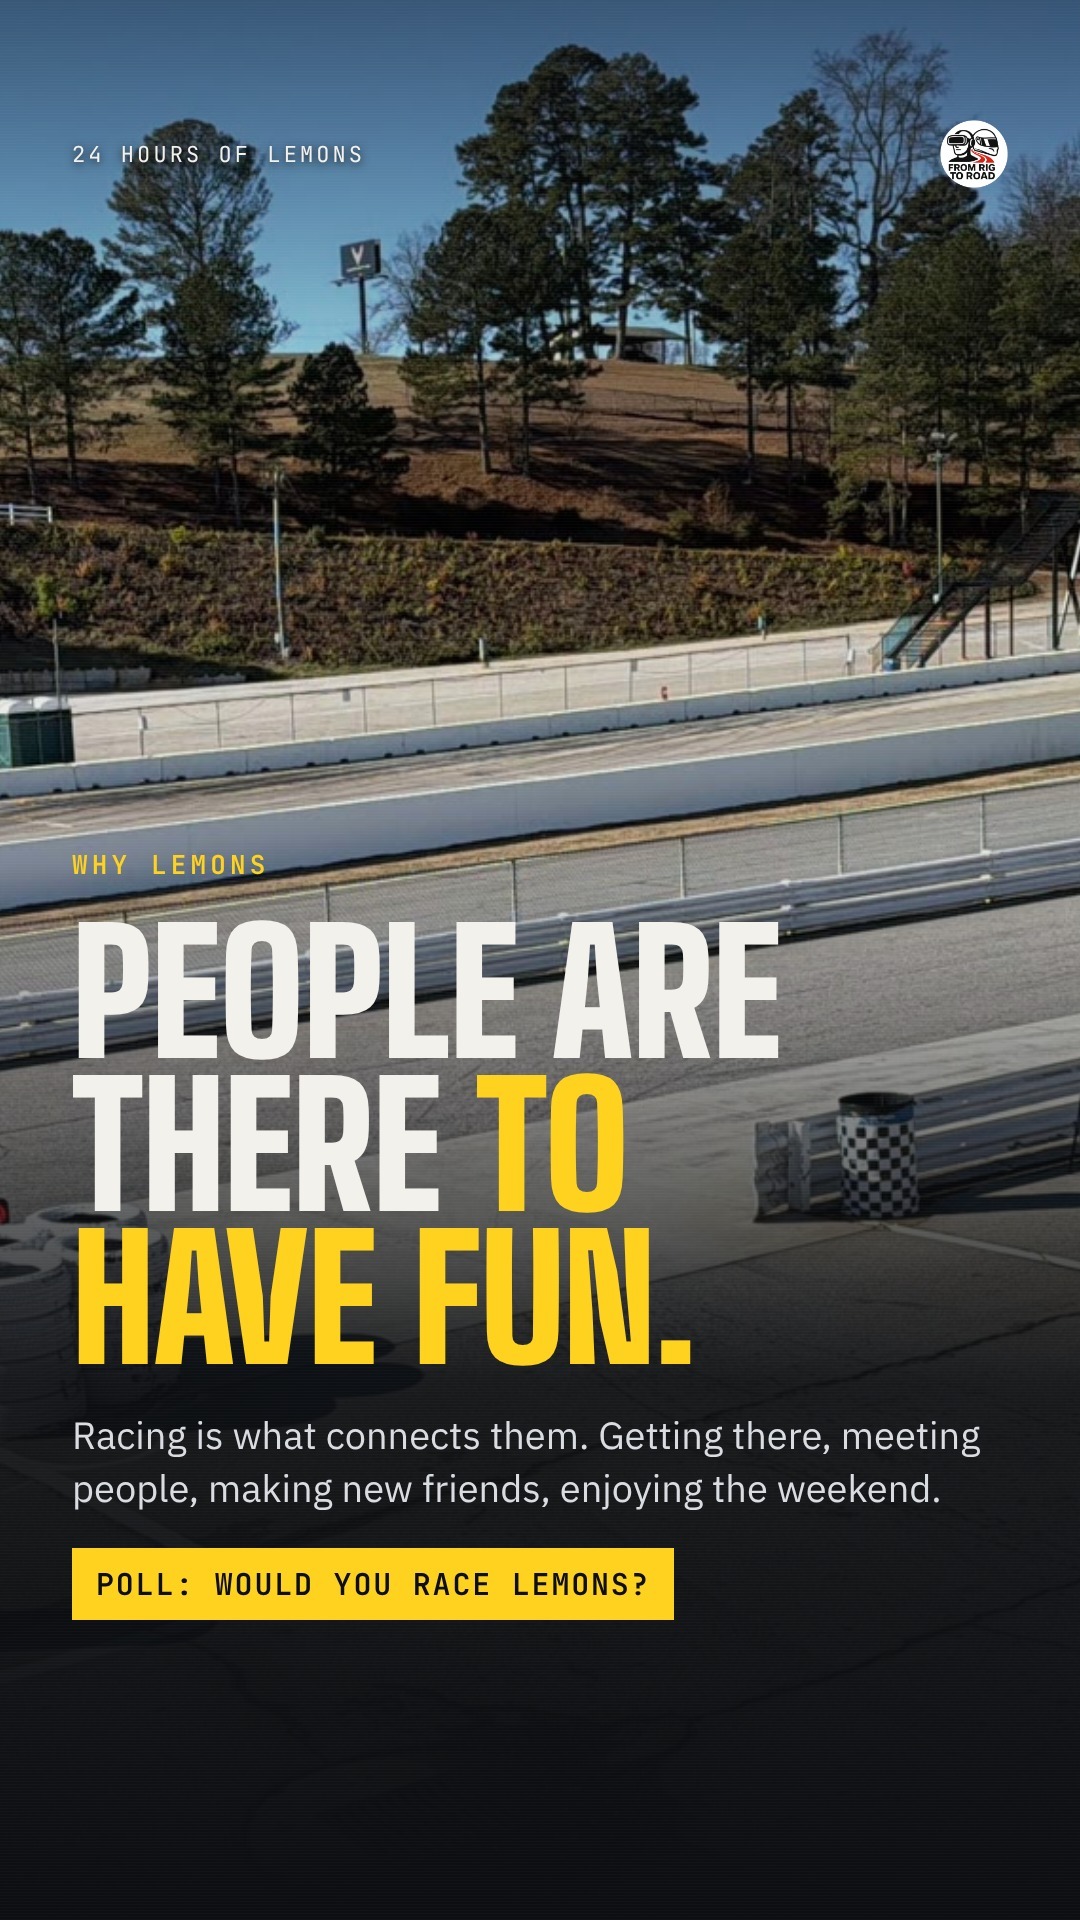 24 HOURS OF LEMONS
FROM RIG
TO ROAD
V
WHY LEMONS
PEOPLE ARE
THERE TO
HAVE FUN.
Racing is what connects them. Getting there, meeting
people, making new friends, enjoying the weekend.
POLL: WOULD YOU RACE LEMONS?